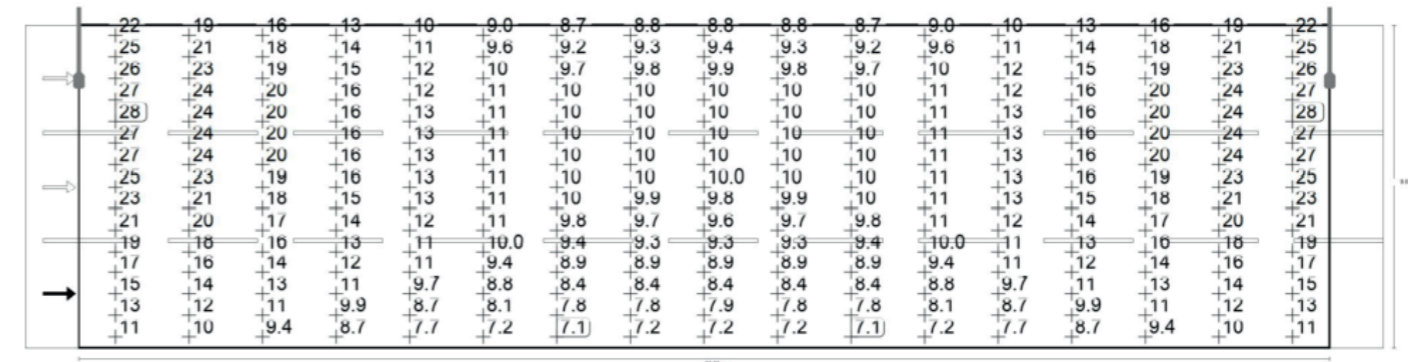 22 19 16 13 10 9.0 8.7 8.8 8.8 8.8 8.7 9.0 10 13 16 19 22
25 21 18 14 11 9.6 9.2 9.3 9.4 9.3 9.2 9.6 11 14 18 21 25
26 23 19 15 12 10 9.7 9.8 9.9 9.8 9.7 10 12 15 19 23 26
27 24 20 16 12 11 10 10 10 10 10 11 12 16 20 24 27
28 24 20 16 13 11 10 10 10 10 10 11 13 16 20 24 28
27 24 20 16 13 11 10 10 10 10 10 11 13 16 20 24 27
27 24 20 16 13 11 10 10 10 10 10 11 13 16 20 24 27
25 23 19 16 13 11 10 10 10.0 10 10 11 13 16 19 23 25
23 21 18 15 13 11 10 9.9 9.8 9.9 10 11 13 15 18 21 23
21 20 17 14 12 11 9.8 9.7 9.6 9.7 9.8 11 12 14 17 20 21
19 18 16 13 11 10.0 9.4 9.3 9.3 9.3 9.4 10.0 11 13 16 18 19
17 16 14 12 11 9.4 8.9 8.9 8.9 8.9 8.9 9.4 11 12 14 16 17
15 14 13 11 9.7 8.8 8.4 8.4 8.4 8.4 8.4 8.8 9.7 11 13 14 15
13 12 11 9.9 8.7 8.1 7.8 7.8 7.9 7.8 7.8 8.1 8.7 9.9 11 12 13
11 10 9.4 8.7 7.7 7.2 7.1 7.2 7.2 7.2 7.1 7.2 7.7 8.7 9.4 10 11